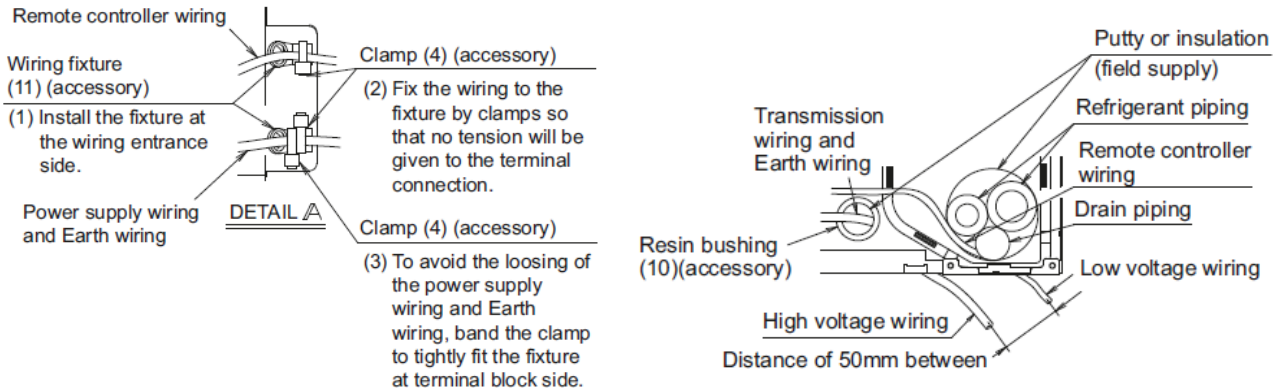 Remote controller wiring
Wiring fixture
(11) (accessory)
(1) Install the fixture at
the wiring entrance
side.
Power supply wiring
and Earth wiring
DETAIL A
Clamp (4) (accessory)
(2) Fix the wiring to the
fixture by clamps so
that no tension will be
given to the terminal
connection.
Clamp (4) (accessory)
(3) To avoid the loosing of
the power supply
wiring and Earth
wiring, band the clamp
to tightly fit the fixture
at terminal block side.
Putty or insulation
(field supply)
Transmission
wiring and
Earth wiring
Refrigerant piping
Remote controller
wiring
Drain piping
Resin bushing
(10)(accessory)
Low voltage wiring
High voltage wiring
Distance of 50mm between